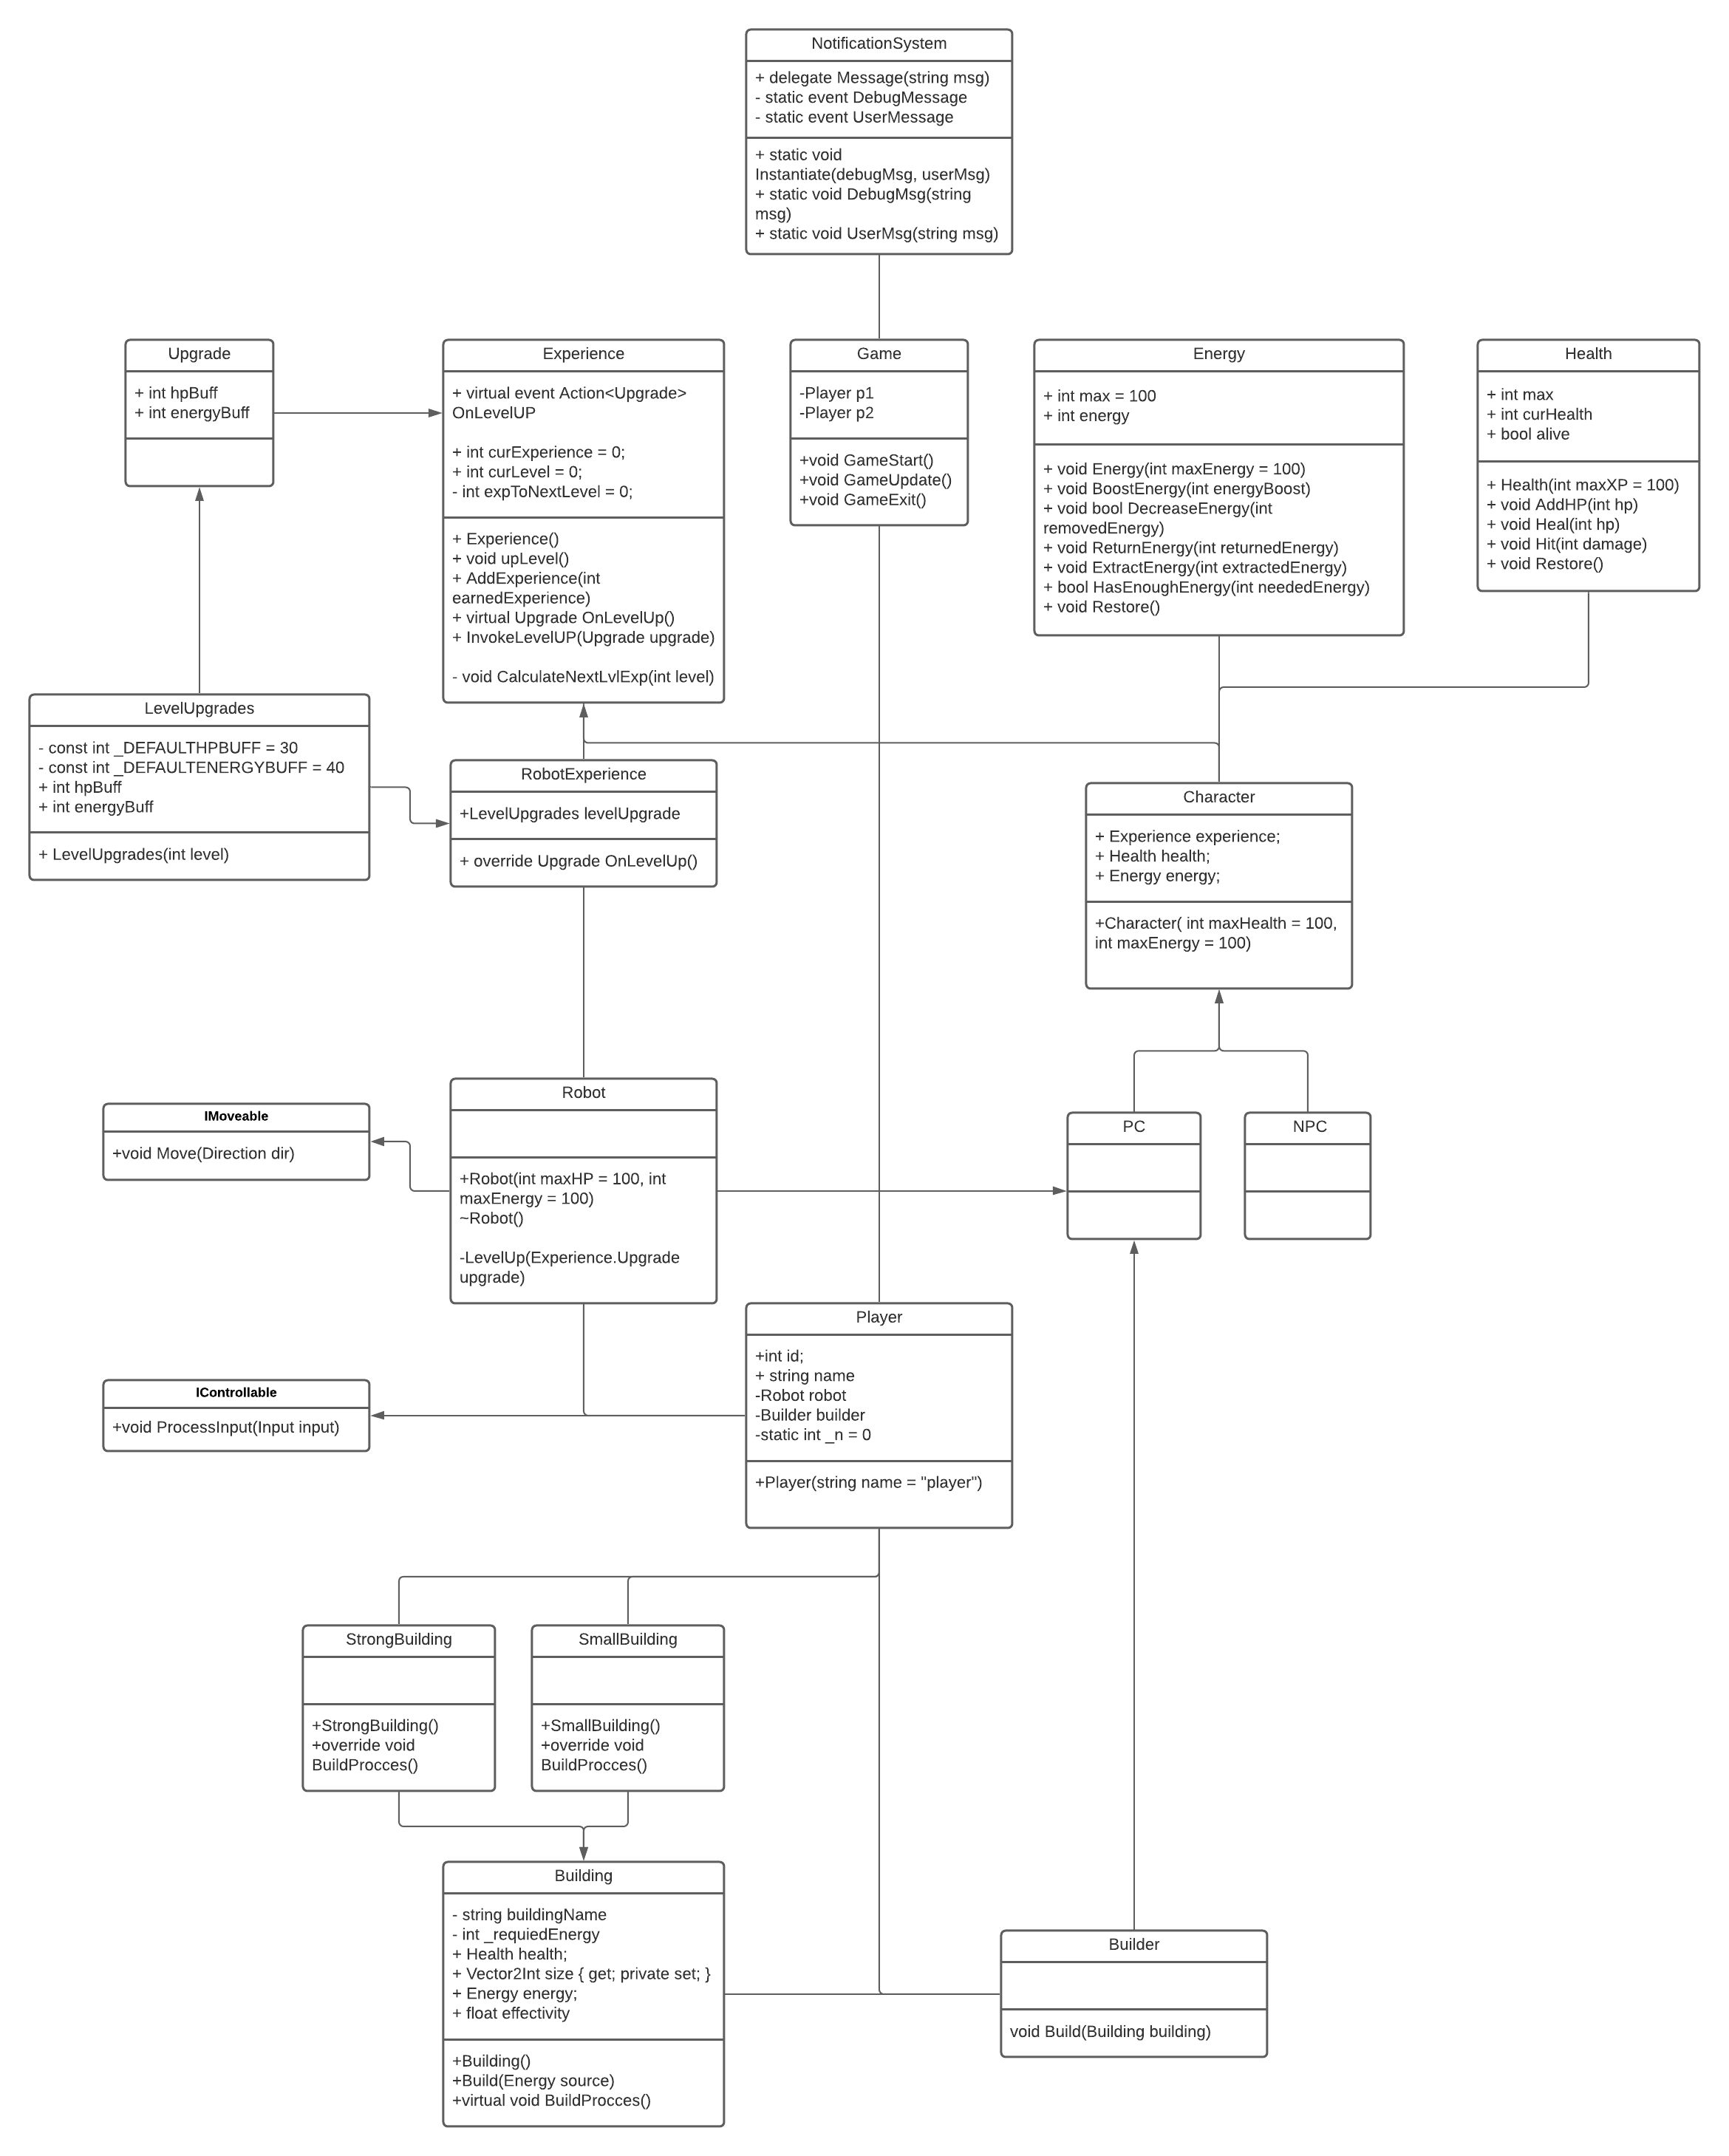 NotificationSystem
+ delegate Message(string msg)
- static event DebugMessage
- static event UserMessage
+ static void
Instantiate(debugMsg, userMsg)
+ static void DebugMsg(string
msg)
+ static void UserMsg(string msg)
Upgrade
+ int hpBuff
+ int energyBuff
Experience
+ virtual event Action<Upgrade>
OnLevelUP
+ int curExperience = 0;
+ int curLevel = 0;
- int expToNextLevel = 0;
+ Experience()
+ void upLevel()
+ AddExperience(int
earnedExperience)
+ virtual Upgrade OnLevelUp()
+ InvokeLevelUP(Upgrade upgrade)
- void CalculateNextLvlExp(int level)
Game
-Player p1
-Player p2
+void GameStart()
+void GameUpdate()
+void GameExit()
Energy
+ int max = 100
+ int energy
+ void Energy(int maxEnergy = 100)
+ void BoostEnergy(int energyBoost)
+ void bool DecreaseEnergy(int
removedEnergy)
+ void ReturnEnergy(int returnedEnergy)
+ void ExtractEnergy(int extractedEnergy)
+ bool HasEnoughEnergy(int neededEnergy)
+ void Restore()
Health
+ int max
+ int curHealth
+ bool alive
+ Health(int maxXP = 100)
+ void AddHP(int hp)
+ void Heal(int hp)
+ void Hit(int damage)
+ void Restore()
LevelUpgrades
- const int _DEFAULTHPBUFF = 30
- const int _DEFAULTENERGYBUFF = 40
+ int hpBuff
+ int energyBuff
+ LevelUpgrades(int level)
RobotExperience
+LevelUpgrades levelUpgrade
+ override Upgrade OnLevelUp()
Character
+ Experience experience;
+ Health health;
+ Energy energy;
+Character( int maxHealth = 100,
int maxEnergy = 100)
IMoveable
+void Move(Direction dir)
Robot
+Robot(int maxHP = 100, int
maxEnergy = 100)
~Robot()
-LevelUp(Experience.Upgrade
upgrade)
PC
NPC
IControllable
+void ProcessInput(Input input)
Player
+int id;
+ string name
-Robot robot
-Builder builder
-static int _n = 0
+Player(string name = "player")
StrongBuilding
+StrongBuilding()
+override void
BuildProcces()
SmallBuilding
+SmallBuilding()
+override void
BuildProcces()
Building
- string buildingName
- int _requiedEnergy
+ Health health;
+ Vector2Int size { get; private set; }
+ Energy energy;
+ float effectivity
+Building()
+Build(Energy source)
+virtual void BuildProcces()
Builder
void Build(Building building)